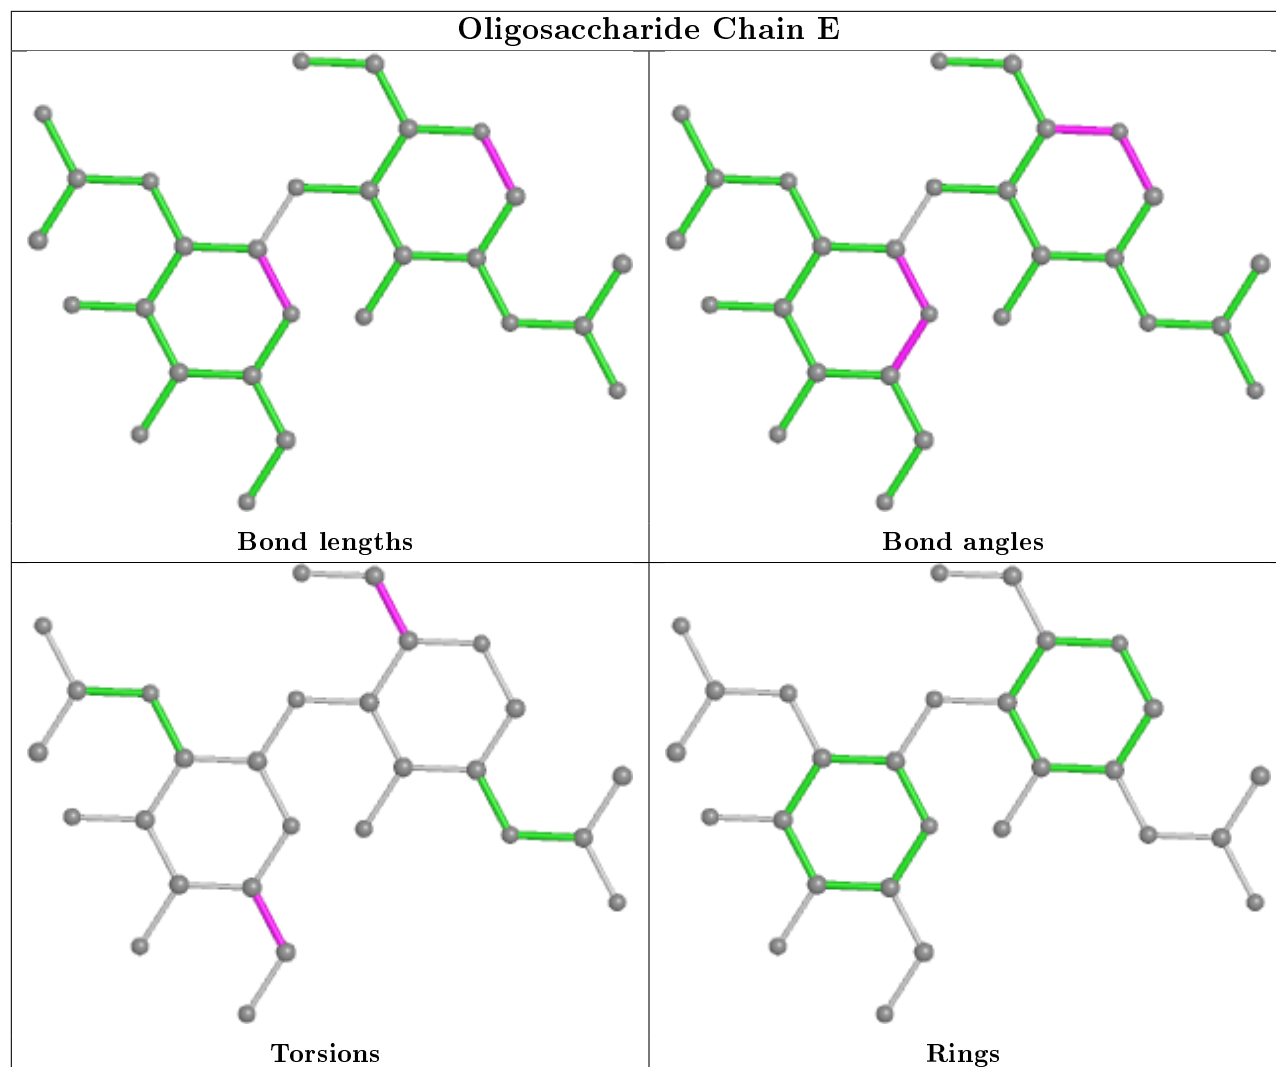 Oligosaccharide Chain E
Bond lengths
Bond angles
Torsions
Rings